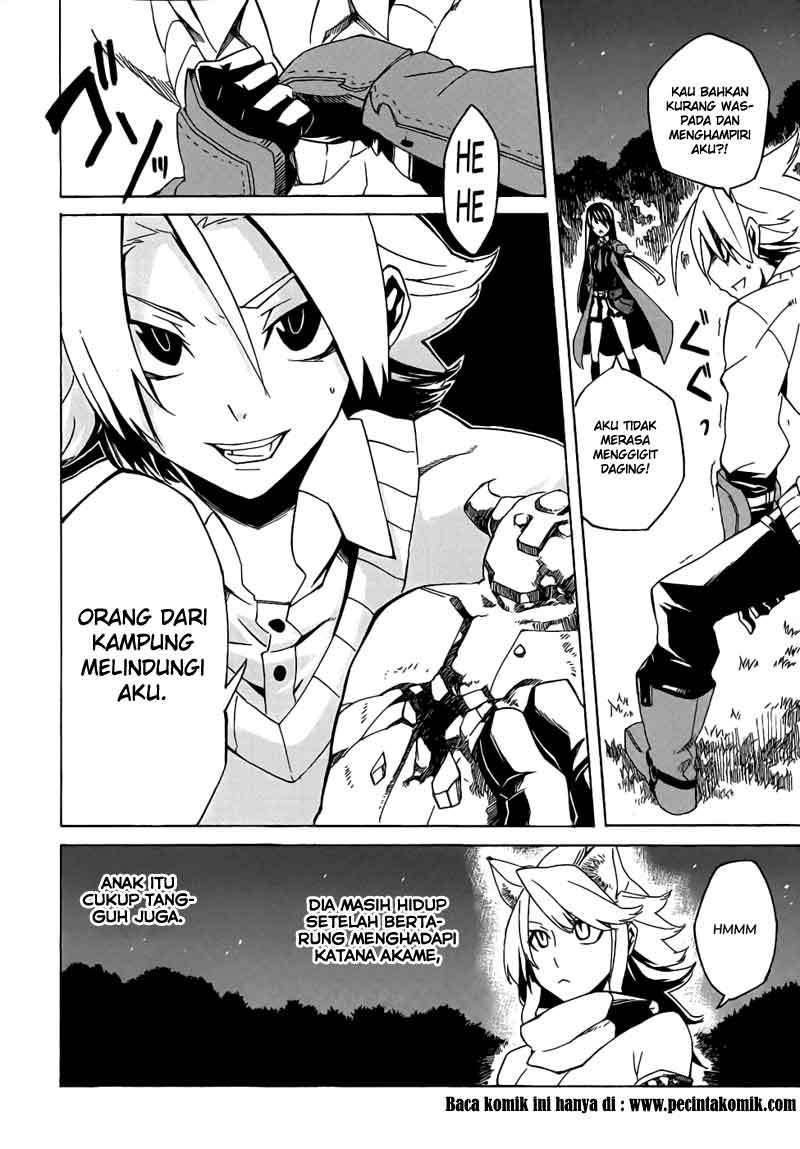 KAU BAHKAN
KURANG WAS-
PADA DAN
MENGHAMPIRI
AKU?!
AKU TIDAK
MERASA
MENGGIGIT
DAGING!
ゴソ
HE
HE
ORANG DARI
KAMPUNG
MELINDUNGI
AKU.
HMMM
DIA MASIH HIDUP
SETELAH BERTA-
RUNG MENGHADAPI
KATANA AKAME,
ANAK ITU
CUKUP TANG-
GUH JUGA.
Baca komik ini hanya di : www.pecintakomik.com